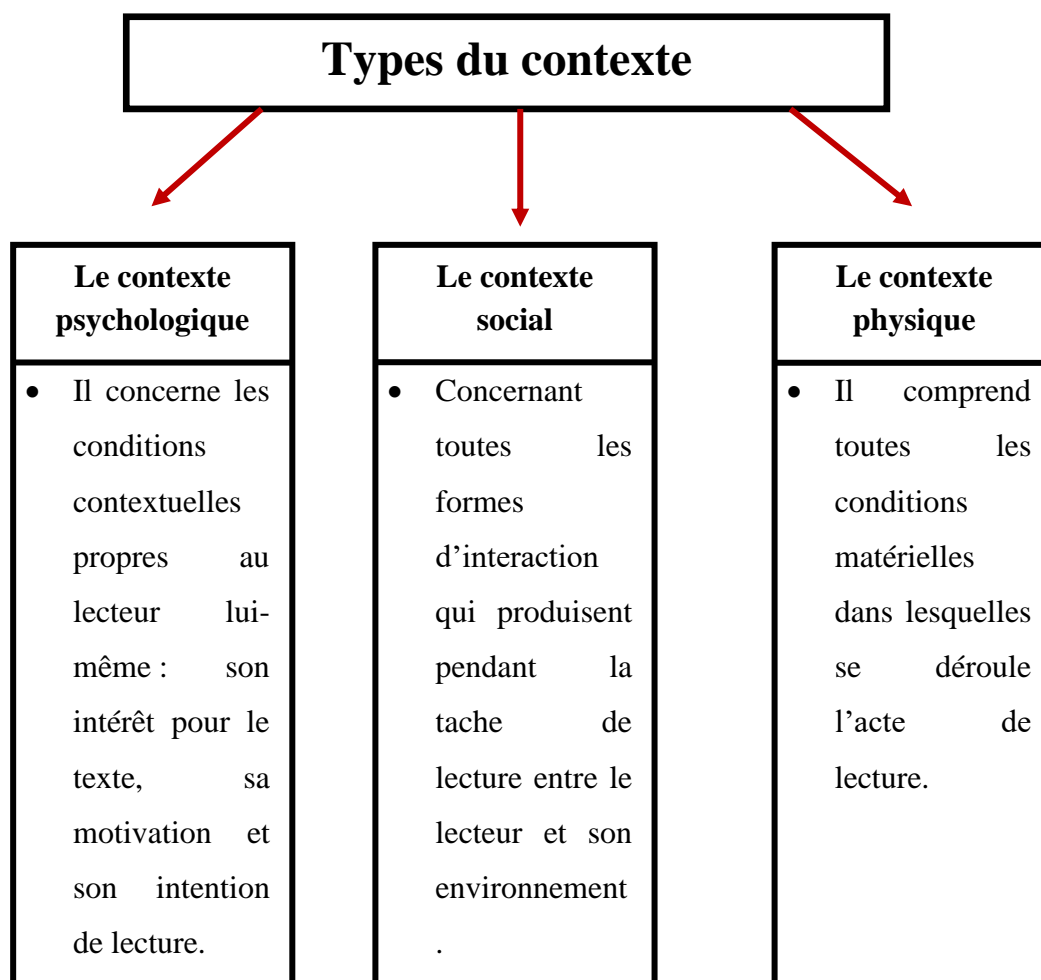 Types du contexte
Le contexte
psychologique
• Il concerne les
conditions
contextuelles
propres au
lecteur lui-
même : son
intérêt pour le
texte, sa
motivation et
son intention
de lecture.
Le contexte
social
• Concernant
toutes les
formes
d’interaction
qui produisent
pendant la
tache de
lecture entre le
lecteur et son
environnement
.
Le contexte
physique
• Il comprend
toutes les
conditions
matérielles
dans lesquelles
se déroule
l’acte de
lecture.